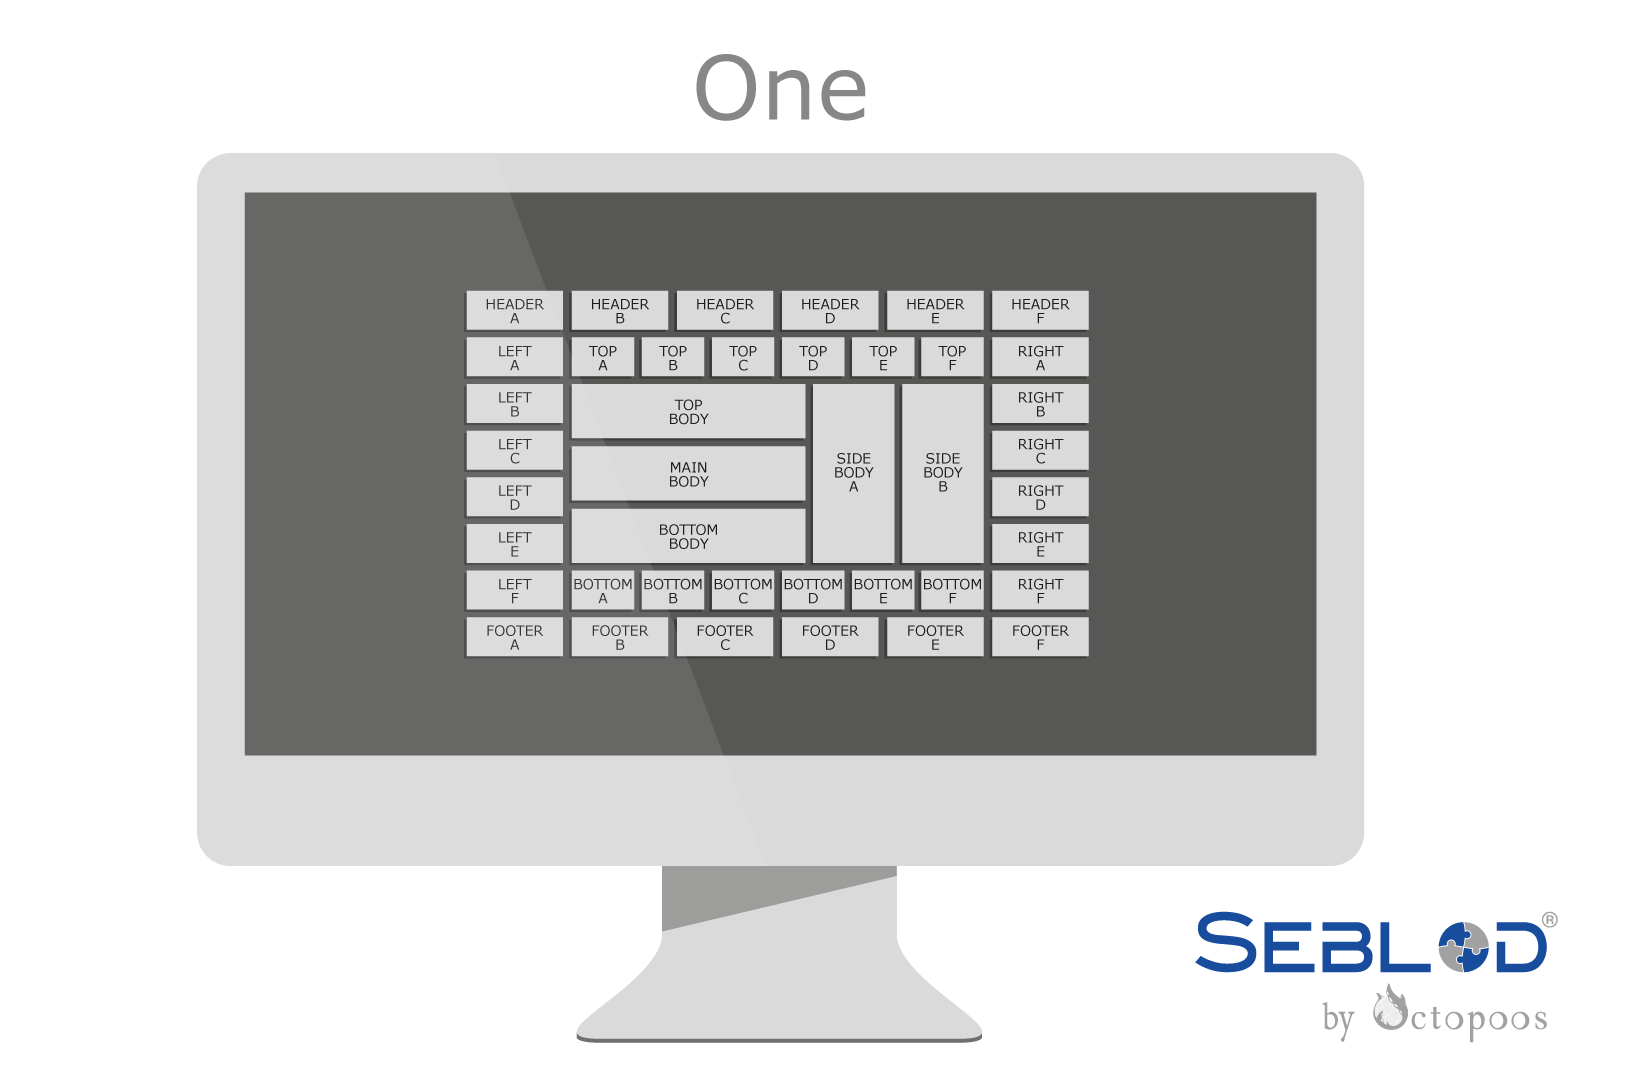 One
HEADER HEADER HEADER HEADER HEADER HEADER
A B C D E F
LEFT TOP TOP TOP TOP TOP TOP RIGHT
A A B C D E F A
LEFT
B
TOP
BODY
RIGHT
B
LEFT
C
MAIN
BODY
SIDE
BODY
A
SIDE
BODY
B
RIGHT
C
LEFT
D
RIGHT
D
LEFT
E
BOTTOM
BODY
RIGHT
E
LEFT BOTTOM BOTTOM BOTTOM BOTTOM BOTTOM BOTTOM RIGHT
F A B C D E F F
FOOTER FOOTER FOOTER FOOTER FOOTER FOOTER
A B C D E F
SEBLOD®
by Octopoos